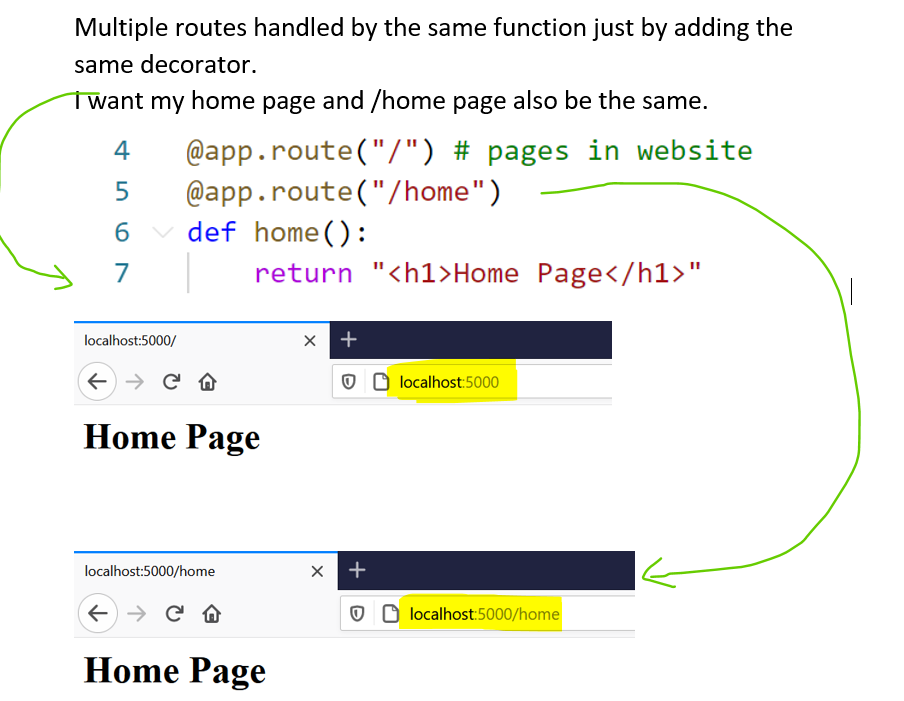 Multiple routes handled by the same function just by adding the
same decorator.
I want my home page and /home page also be the same.
4 @app.route("/") # pages in website
5 @app.route("/home")
6 def home():
7 return "<h1>Home Page</h1>"
localhost:5000/
localhost:5000
Home Page
localhost:5000/home
localhost:5000/home
Home Page